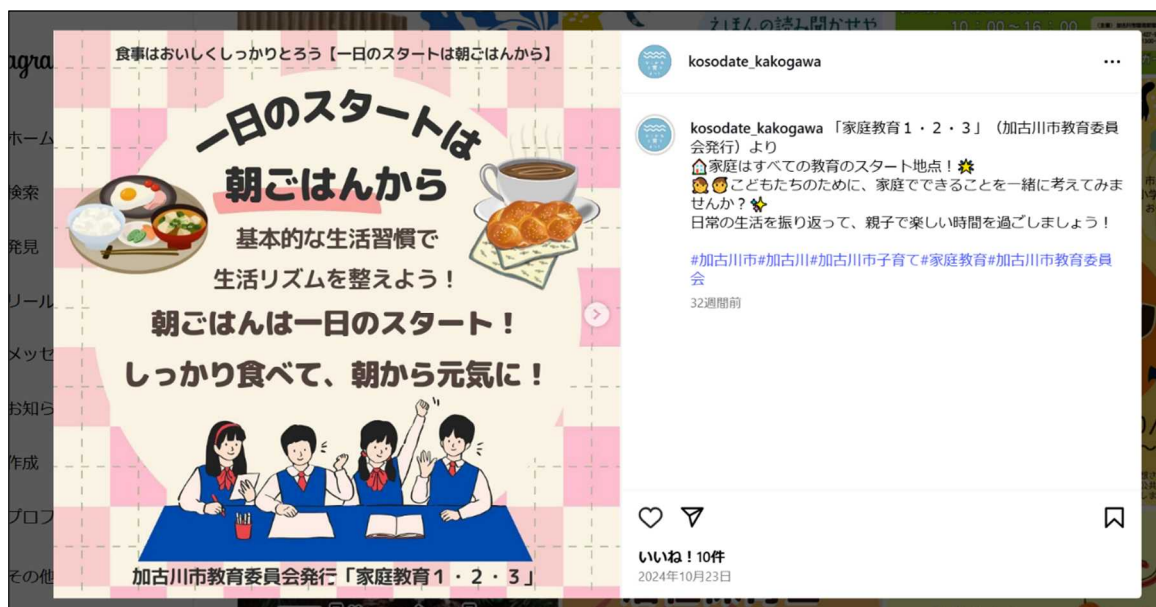 えほんの読み聞かせや
10：00～16：00
agra
ホーム
検索
発見
リール
メッセ
お知ら
作成
プロフ
その他
食事はおいしくしっかりとろう【一日のスタートは朝ごはんから】
一日のスタートは
朝ごはんから
基本的な生活習慣で
生活リズムを整えよう！
朝ごはんは一日のスタート！
しっかり食べて、朝から元気に！
加古川市教育委員会発行「家庭教育１・２・３」
kosodate_kakogawa
kosodate_kakogawa 「家庭教育１・２・３」（加古川市教育委員
会発行）より
🏠家庭はすべての教育のスタート地点！🌟
👧👦こどもたちのために、家庭でできることを一緒に考えてみま
せんか？✨
日常の生活を振り返って、親子で楽しい時間を過ごしましょう！
#加古川市#加古川#加古川市子育て#家庭教育#加古川市教育委員
会
32週間前
いいね！10件
2024年10月23日